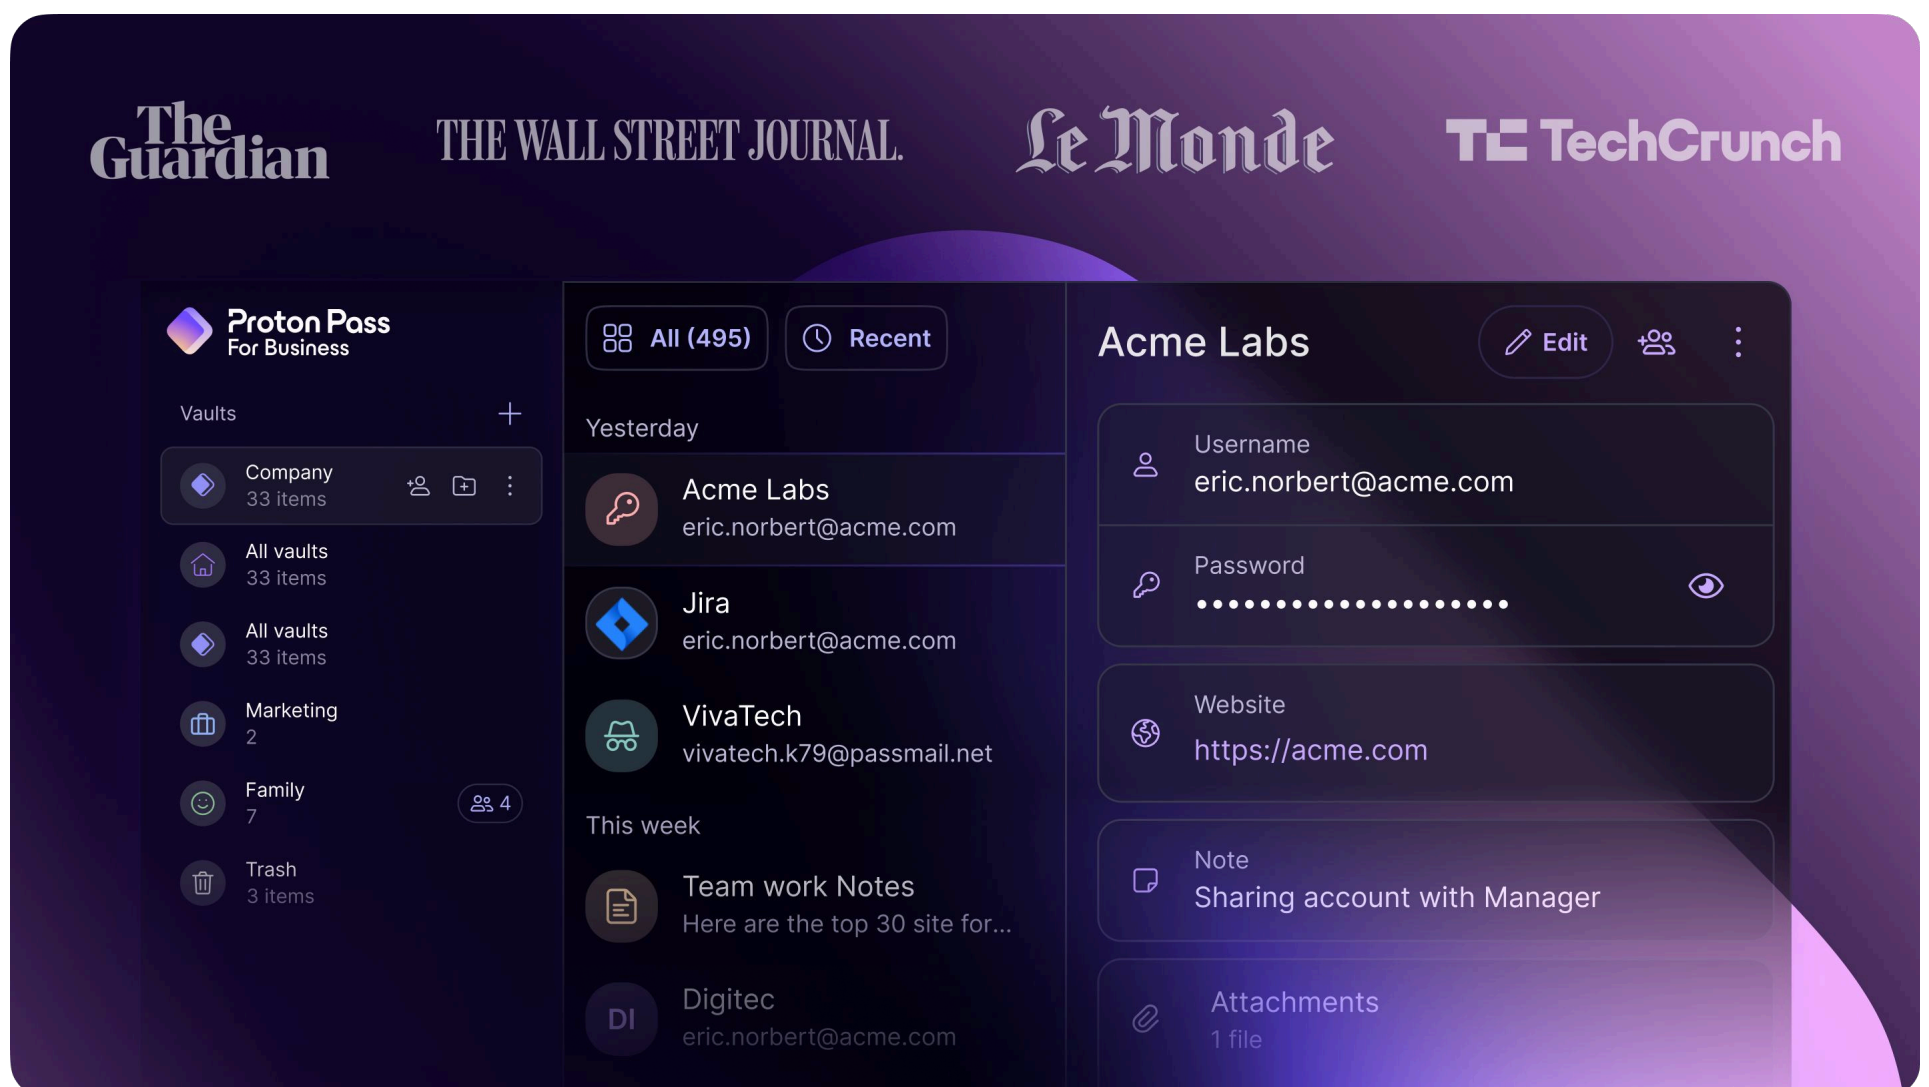 The
Guardian
THE WALL STREET JOURNAL.
Le Monde
TC TechCrunch
Proton Pass
For Business
Vaults
Company
33 items
All vaults
33 items
All vaults
33 items
Marketing
2
Family
7
4
Trash
3 items
All (495)
Recent
Yesterday
Acme Labs
eric.norbert@acme.com
Jira
eric.norbert@acme.com
VivaTech
vivatech.k79@passmail.net
This week
Team work Notes
Here are the top 30 site for...
DI
Digitec
eric.norbert@acme.com
Acme Labs
Edit
Username
eric.norbert@acme.com
Password
•••••••••••••••••••• 
Website
https://acme.com
Note
Sharing account with Manager
Attachments
1 file